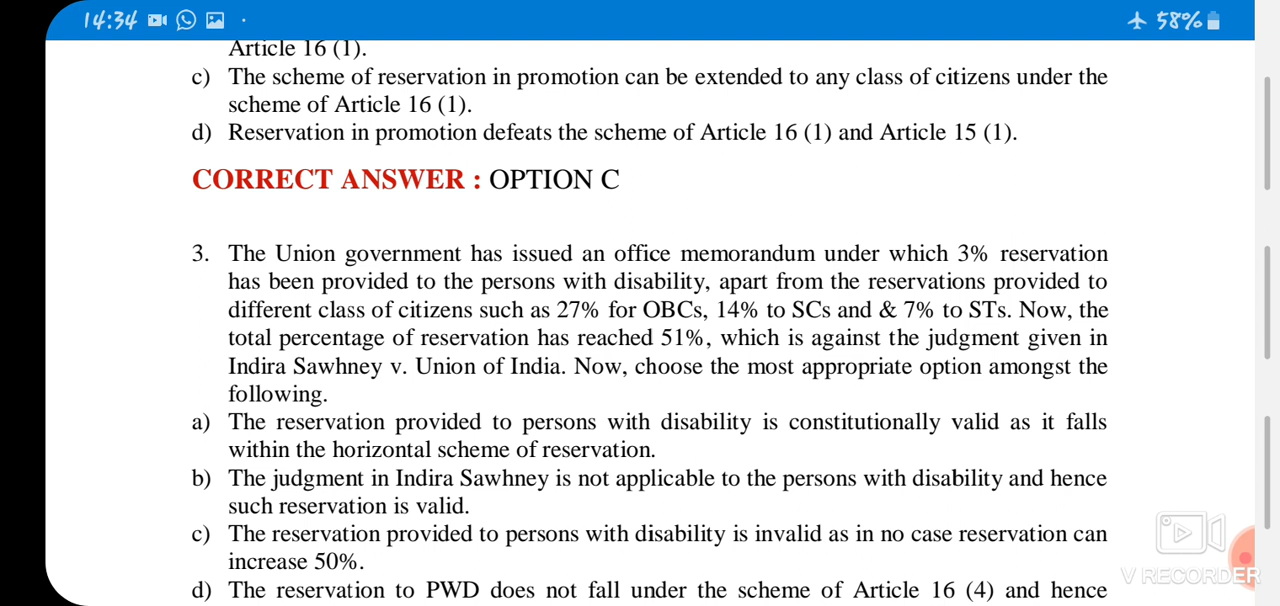 14:34
58%
Article 16 (1).
c) The scheme of reservation in promotion can be extended to any class of citizens under the
scheme of Article 16 (1).
d) Reservation in promotion defeats the scheme of Article 16 (1) and Article 15 (1).
CORRECT ANSWER : OPTION C
3. The Union government has issued an office memorandum under which 3% reservation
has been provided to the persons with disability, apart from the reservations provided to
different class of citizens such as 27% for OBCs, 14% to SCs and & 7% to STs. Now, the
total percentage of reservation has reached 51%, which is against the judgment given in
Indira Sawhney v. Union of India. Now, choose the most appropriate option amongst the
following.
a) The reservation provided to persons with disability is constitutionally valid as it falls
within the horizontal scheme of reservation.
b) The judgment in Indira Sawhney is not applicable to the persons with disability and hence
such reservation is valid.
c) The reservation provided to persons with disability is invalid as in no case reservation can
increase 50%.
d) The reservation to PWD does not fall under the scheme of Article 16 (4) and hence
V RECORDER